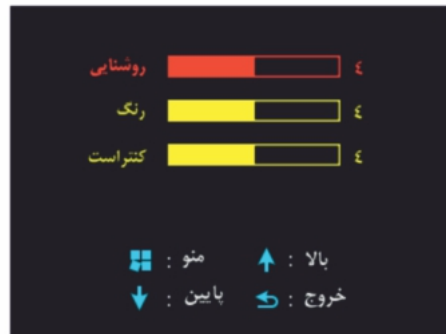 روشنایی ٤
رنگ ٤
کنتراست ٤
بالا : منو :
خروج : پایین :